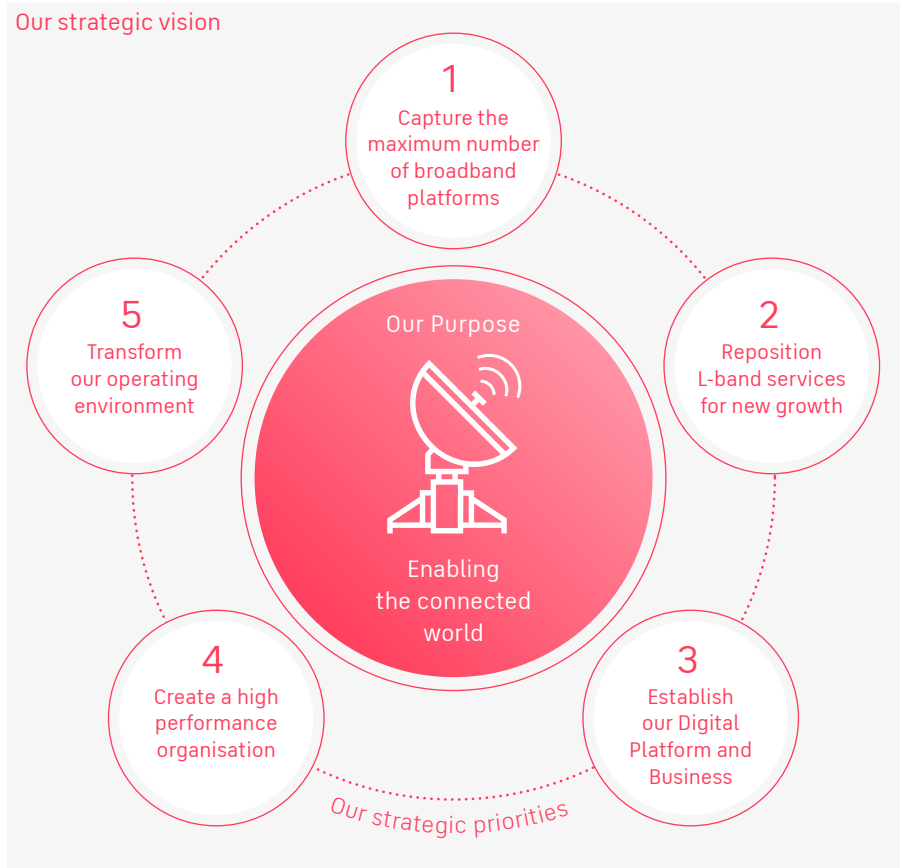 Our strategic vision
1
Capture the
maximum number
of broadband
platforms
2
Reposition
L-band services
for new growth
3
Establish
our Digital
Platform and
Business
4
Create a high
performance
organisation
5
Transform
our operating
environment
Our Purpose
Enabling
the connected
world
Our strategic priorities